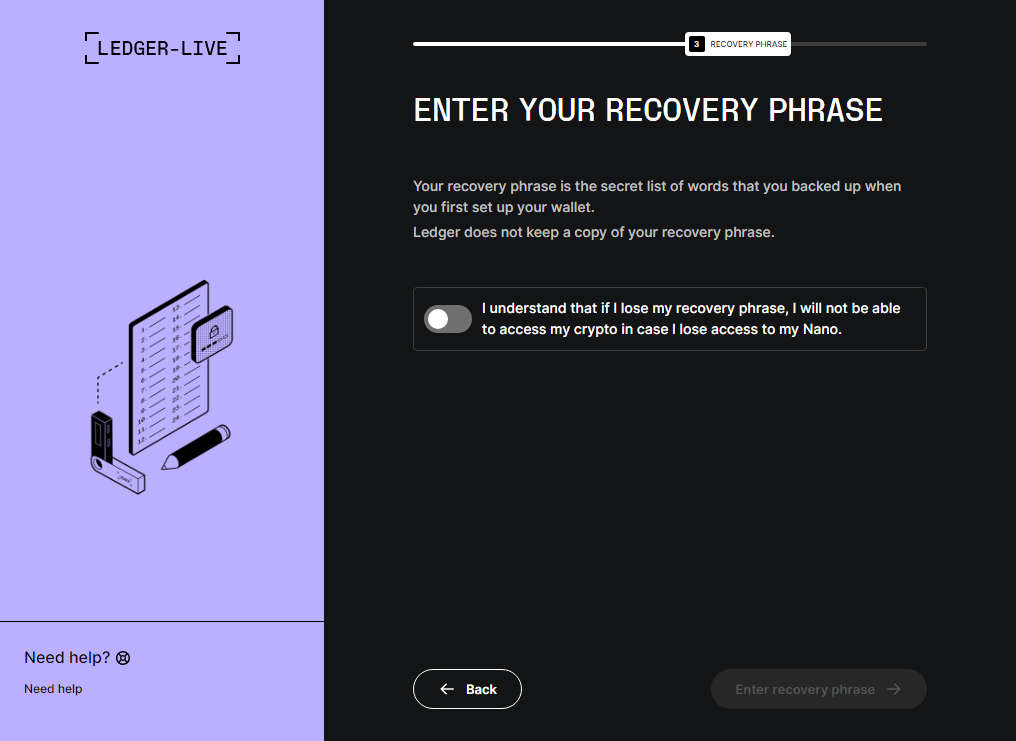 LEDGER-LIVE
3 RECOVERY PHRASE
ENTER YOUR RECOVERY PHRASE
Your recovery phrase is the secret list of words that you backed up when
you first set up your wallet.
Ledger does not keep a copy of your recovery phrase.
I understand that if I lose my recovery phrase, I will not be able
to access my crypto in case I lose access to my Nano.
Need help?
Need help
Back
Enter recovery phrase